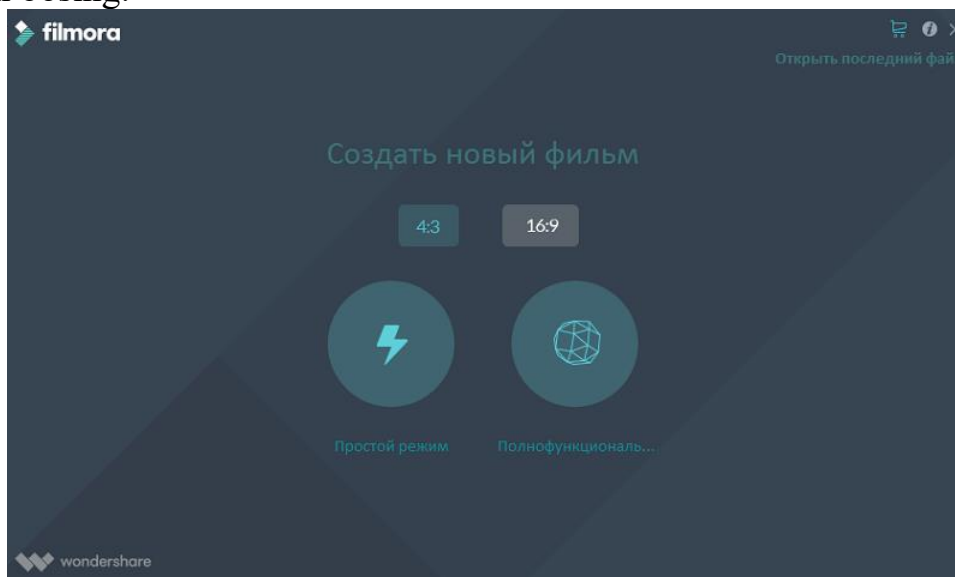 filmora
Открыть последний фай
Создать новый фильм
4:3 16:9
Простой режим Полнофункциональ...
wondershare